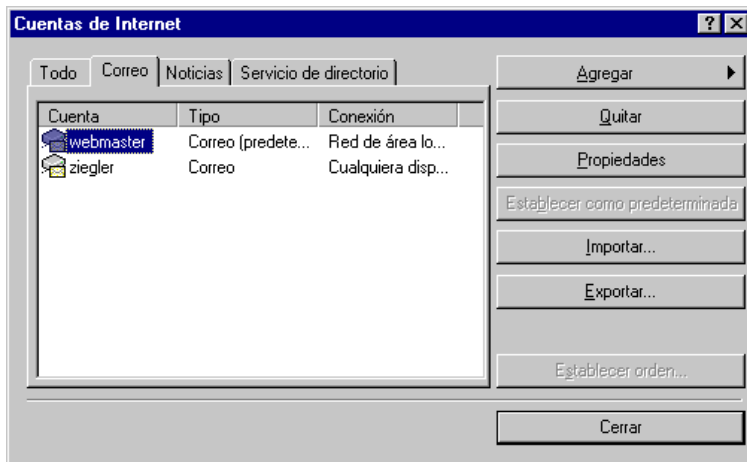 Cuentas de Internet
Todo Correo Noticias Servicio de directorio
Agregar
Cuenta Tipo Conexión
Quitar
webmaster Correo (predete... Red de área lo...
ziegler Correo Cualquiera disp...
Propiedades
Establecer como predeterminada
Importar...
Exportar...
Establecer orden...
Cerrar